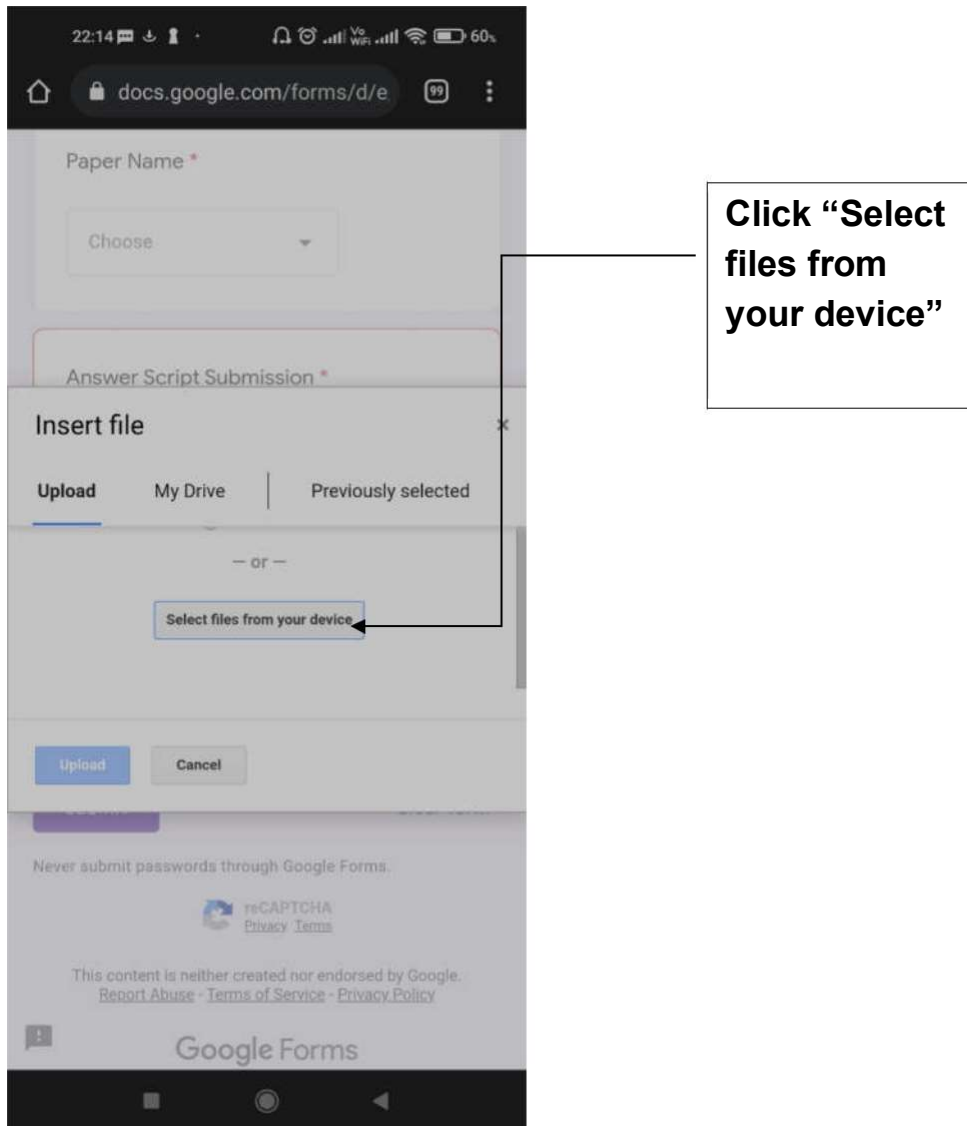 22:14
Vo
WiFi
60%
docs.google.com/forms/d/e
99
Paper Name *
Choose
Click “Select
files from
your device”
Answer Script Submission *
Insert file
Upload My Drive Previously selected
— or —
Select files from your device
Upload Cancel
Never submit passwords through Google Forms.
reCAPTCHA
Privacy Terms
This content is neither created nor endorsed by Google.
Report Abuse - Terms of Service - Privacy Policy
Google Forms